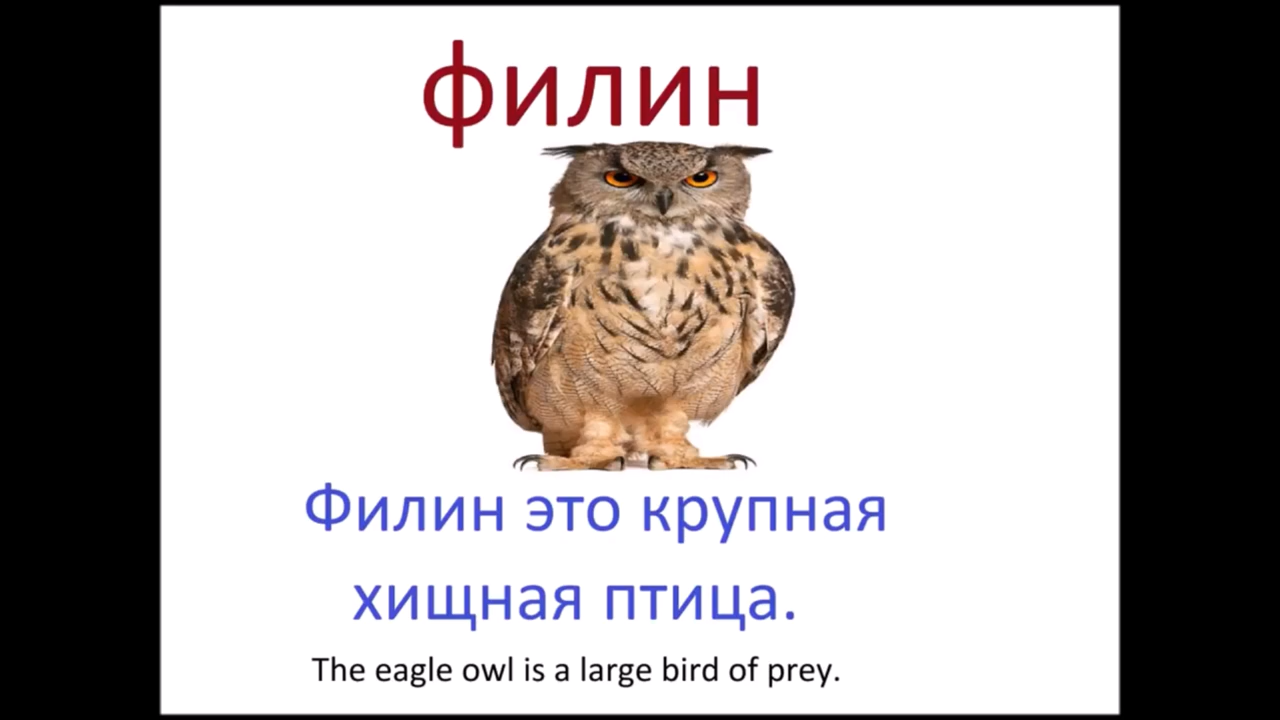 филин
Филин это крупная
хищная птица.
The eagle owl is a large bird of prey.